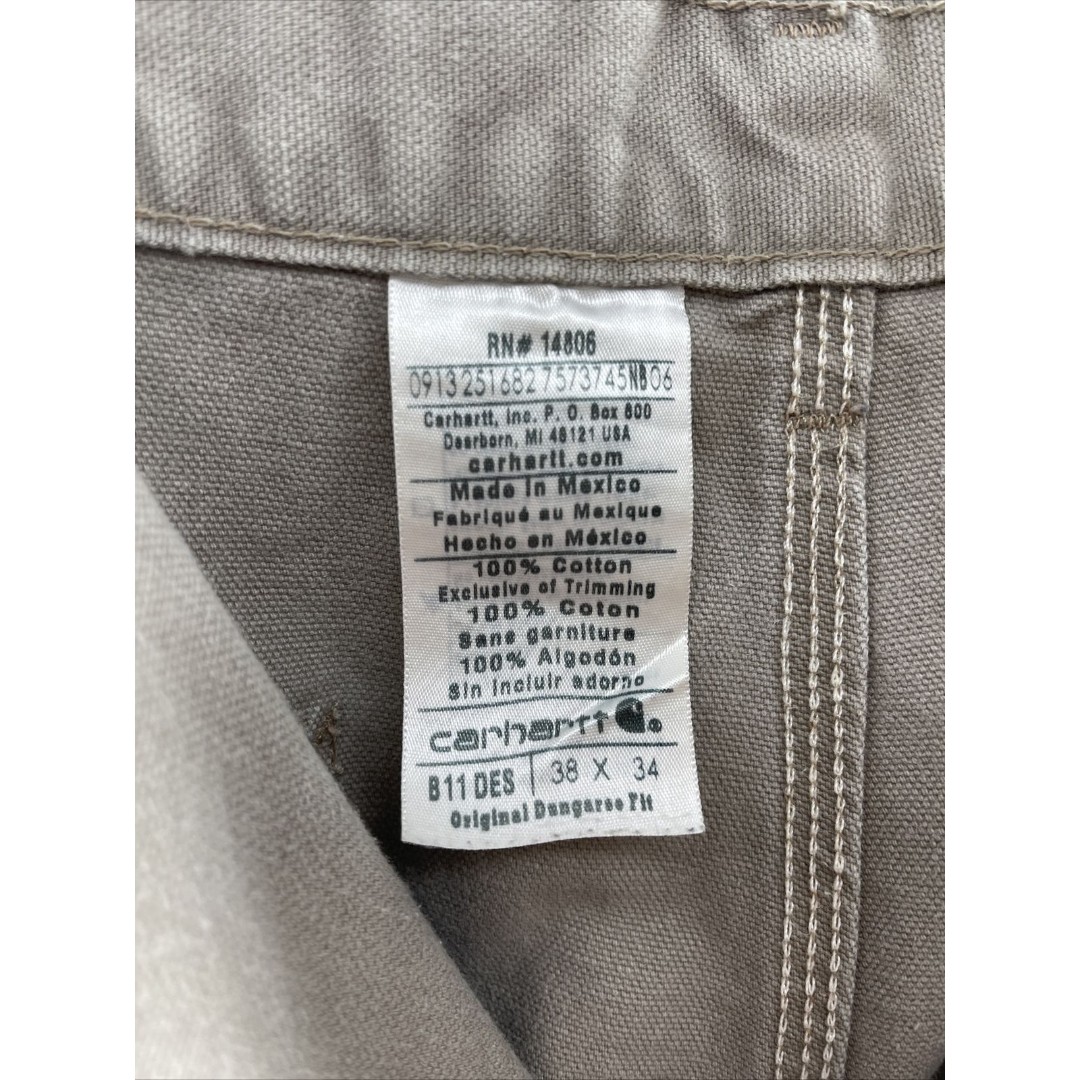 RN# 14806
0913251682 7573745NB06
Carhartt, Inc. P. O. Box 600
Dearborn, MI 48121 USA
carhartt.com
Made in Mexico
Fabriqué au Mexique
Hecho en México
100% Cotton
Exclusive of Trimming
100% Coton
Sans garniture
100% Algodón
Sin incluir adorno
carhartt
B11 DES | 38 X 34
Original Dungaree Fit